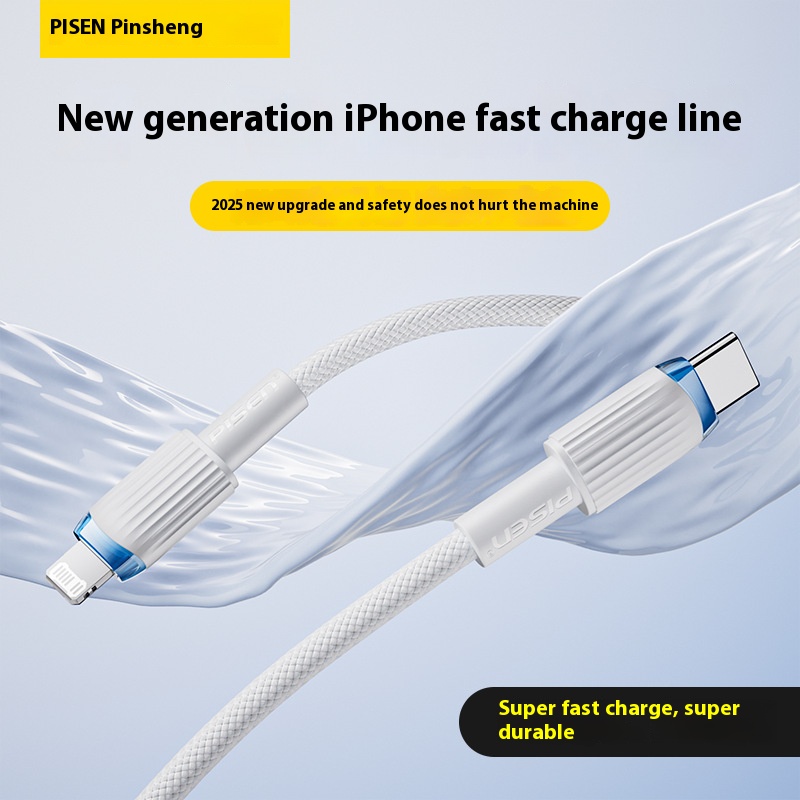 PISEN Pinsheng
New generation iPhone fast charge line
2025 new upgrade and safety does not hurt the machine
PISEN
PISEN
Super fast charge, super
durable